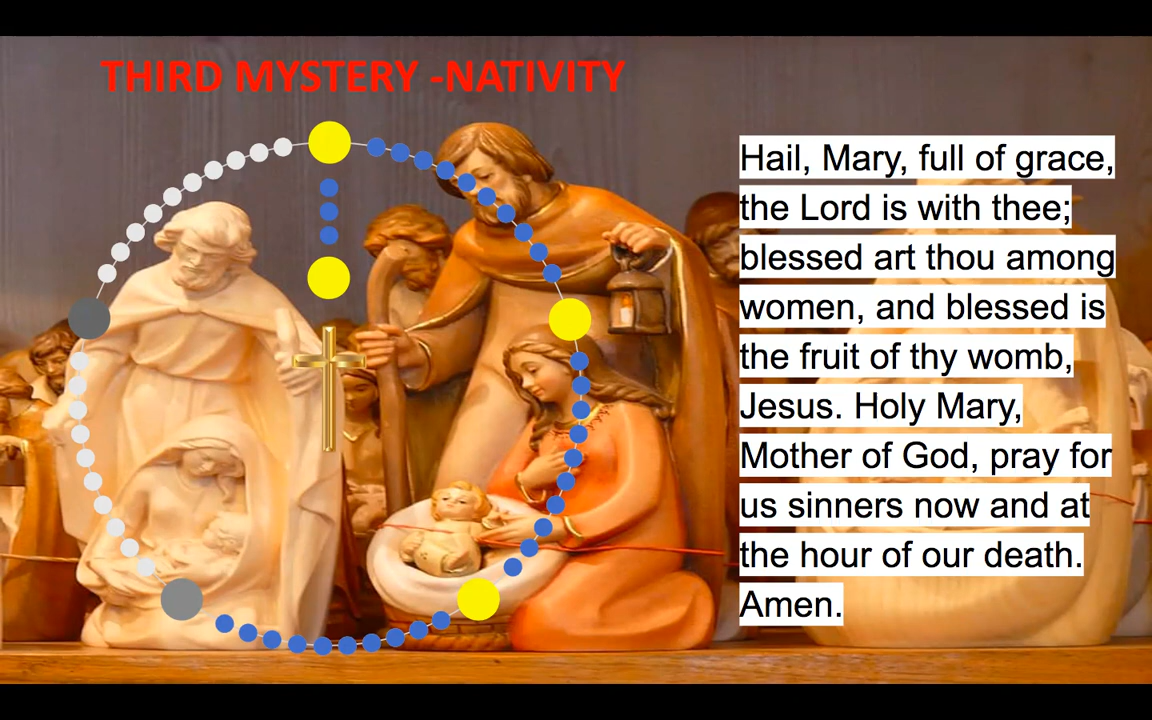 THIRD MYSTERY -NATIVITY
Hail, Mary, full of grace,
the Lord is with thee;
blessed art thou among
women, and blessed is
the fruit of thy womb,
Jesus. Holy Mary,
Mother of God, pray for
us sinners now and at
the hour of our death.
Amen.